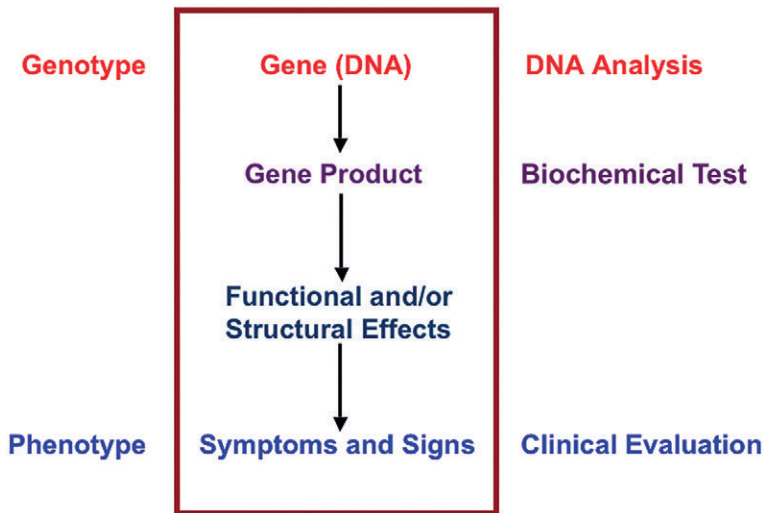 Genotype
Gene (DNA)
DNA Analysis
Gene Product
Biochemical Test
Functional and/or
Structural Effects
Phenotype
Symptoms and Signs
Clinical Evaluation